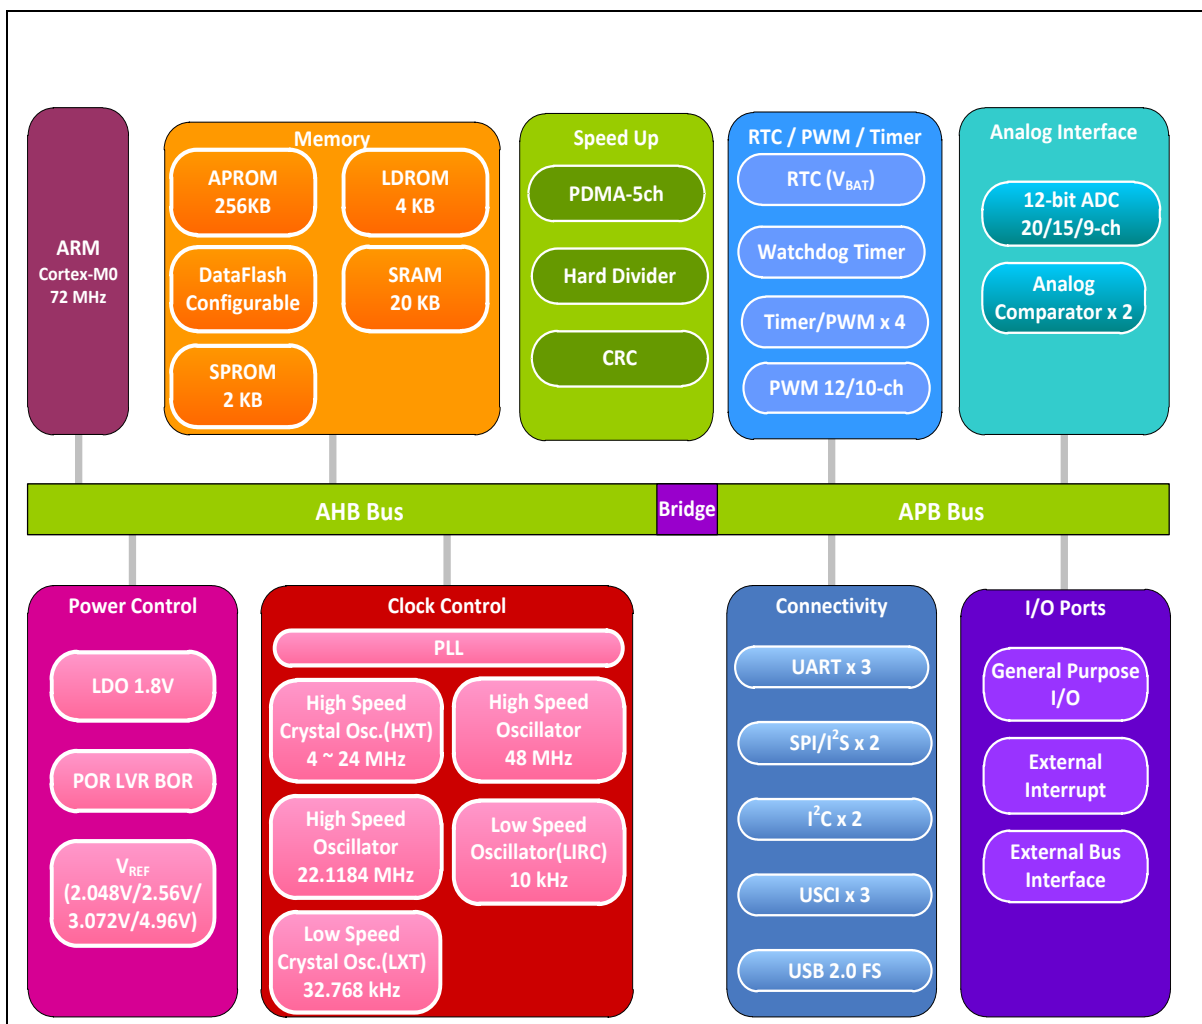 ARM
Cortex-M0
72 MHz
Memory
APROM
256KB
LDROM
4 KB
DataFlash
Configurable
SRAM
20 KB
SPROM
2 KB
Speed Up
PDMA-5ch
Hard Divider
CRC
RTC / PWM / Timer
RTC (VBAT)
Watchdog Timer
Timer/PWM x 4
PWM 12/10-ch
Analog Interface
12-bit ADC
20/15/9-ch
Analog
Comparator x 2
AHB Bus
Bridge
APB Bus
Power Control
LDO 1.8V
POR LVR BOR
VREF
(2.048V/2.56V/
3.072V/4.96V)
Clock Control
PLL
High Speed
Crystal Osc.(HXT)
4 ~ 24 MHz
High Speed
Oscillator
48 MHz
High Speed
Oscillator
22.1184 MHz
Low Speed
Oscillator(LIRC)
10 kHz
Low Speed
Crystal Osc.(LXT)
32.768 kHz
Connectivity
UART x 3
SPI/I²S x 2
I²C x 2
USCI x 3
USB 2.0 FS
I/O Ports
General Purpose
I/O
External
Interrupt
External Bus
Interface